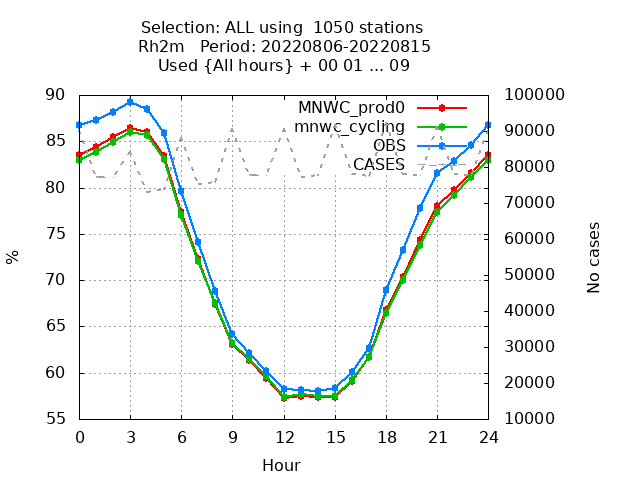 Selection: ALL using  1050 stations
Rh2m   Period: 20220806-20220815
Used {All hours} + 00 01 ... 09
90 100000
MNWC_prod0
mnwc_cycling
OBS
CASES
85 90000
80 80000
75 70000
70 60000
65 50000
60 40000
55 30000
20000
10000
%
No cases
0 3 6 9 12 15 18 21 24
Hour